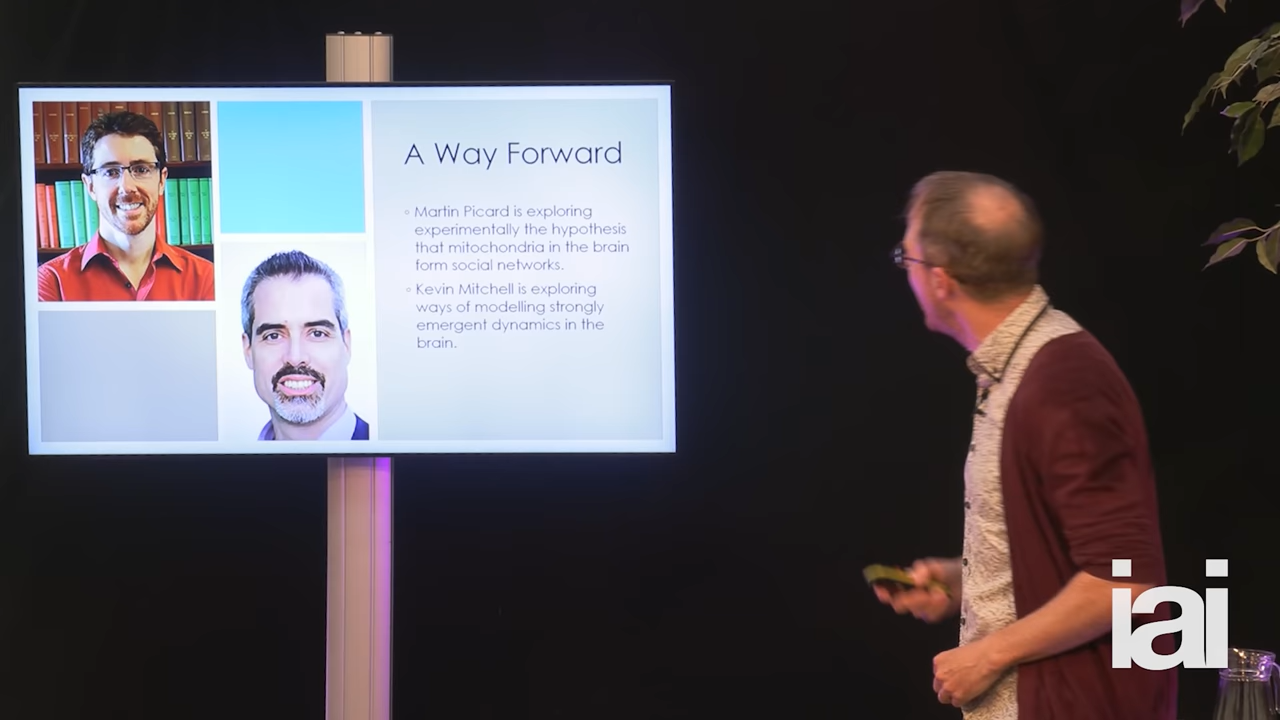 A Way Forward
◦ Martin Picard is exploring
experimentally the hypothesis
that mitochondria in the brain
form social networks.
◦ Kevin Mitchell is exploring
ways of modelling strongly
emergent dynamics in the
brain.
iai